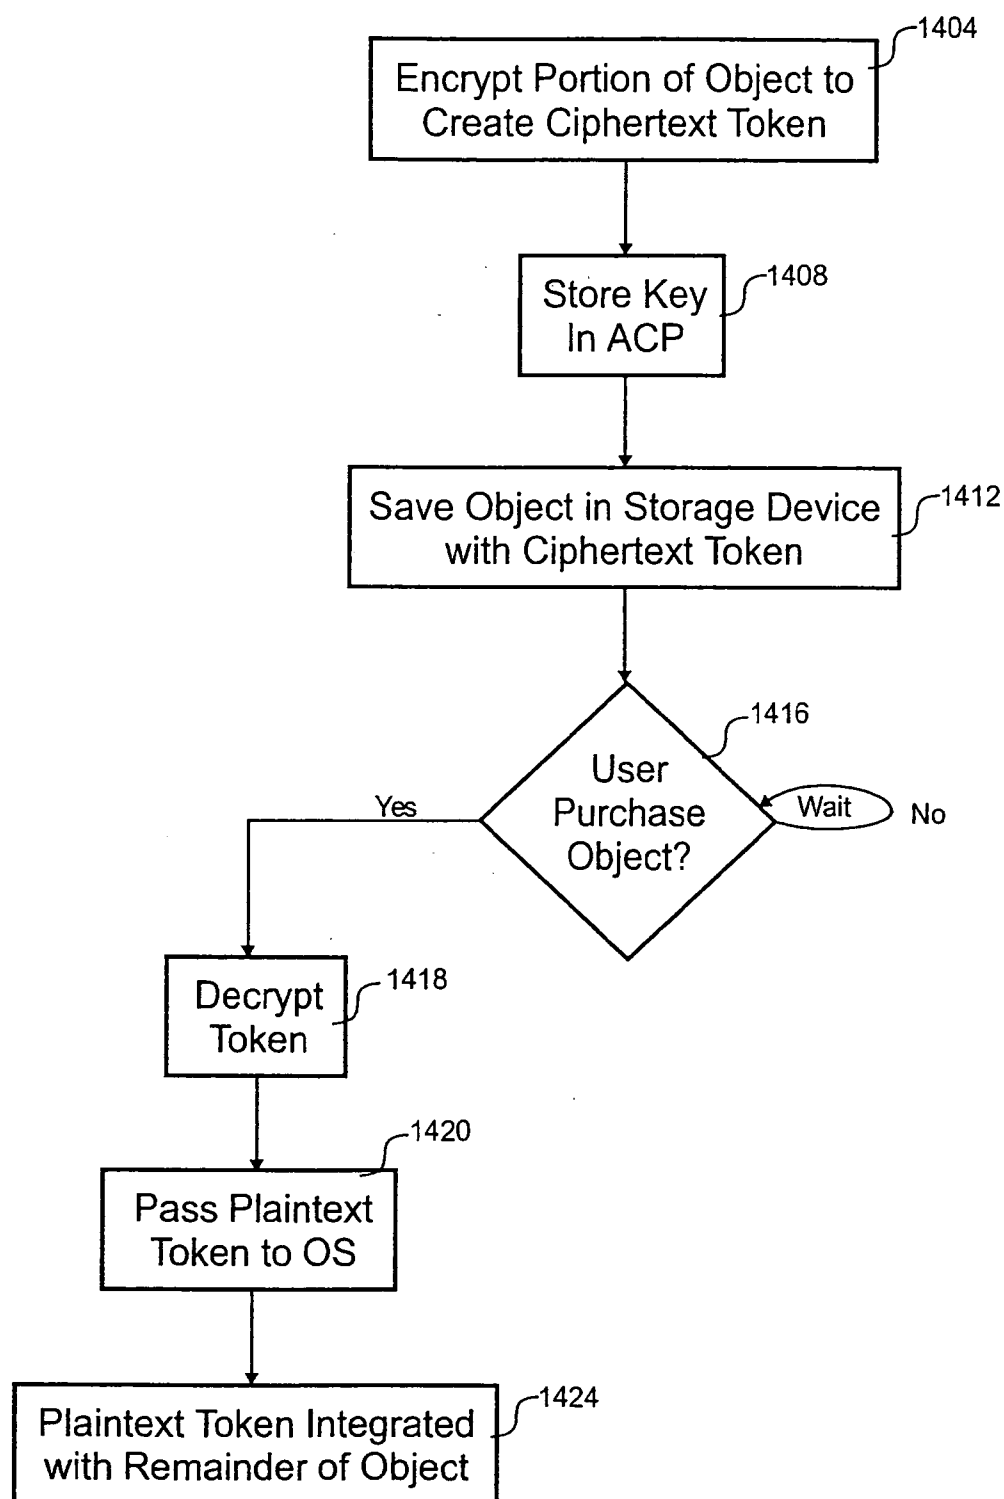 1404
Encrypt Portion of Object to
Create Ciphertext Token
1408
Store Key
In ACP
1412
Save Object in Storage Device
with Ciphertext Token
1416
User
Purchase
Object?
Yes
Wait
No
1418
Decrypt
Token
1420
Pass Plaintext
Token to OS
1424
Plaintext Token Integrated
with Remainder of Object